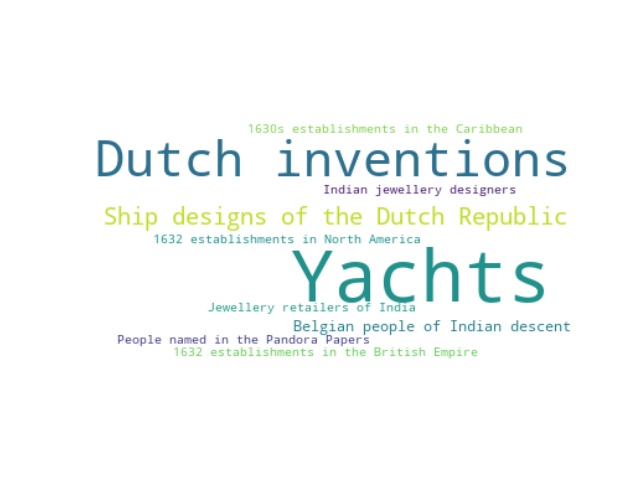 1630s establishments in the Caribbean
Dutch inventions
Indian jewellery designers
Ship designs of the Dutch Republic
1632 establishments in North America
Yachts
Jewellery retailers of India
Belgian people of Indian descent
People named in the Pandora Papers
1632 establishments in the British Empire